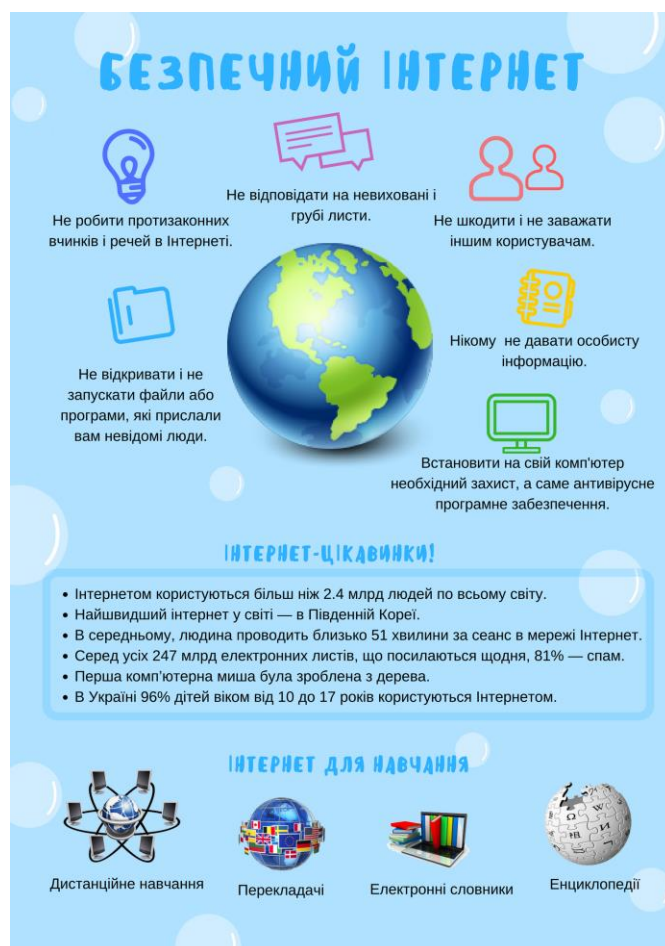 БЕЗПЕЧНИЙ ІНТЕРНЕТ
Не робити протизаконних
вчинків і речей в Інтернеті.
Не відповідати на невиховані і
грубі листи.
Не шкодити і не заважати
іншим користувачам.
Не відкривати і не
запускати файли або
програми, які прислали
вам невідомі люди.
Нікому не давати особисту
інформацію.
Встановити на свій комп'ютер
необхідний захист, а саме антивірусне
програмне забезпечення.
ІНТЕРНЕТ-ЦІКАВИНКИ!
• Інтернетом користуються більш ніж 2.4 млрд людей по всьому світу.
• Найшвидший інтернет у світі — в Південній Кореї.
• В середньому, людина проводить близько 51 хвилини за сеанс в мережі Інтернет.
• Серед усіх 247 млрд електронних листів, що посилаються щодня, 81% — спам.
• Перша комп’ютерна миша була зроблена з дерева.
• В Україні 96% дітей віком від 10 до 17 років користуються Інтернетом.
ІНТЕРНЕТ ДЛЯ НАВЧАННЯ
Дистанційне навчання
Перекладачі
Електронні словники
Енциклопедії